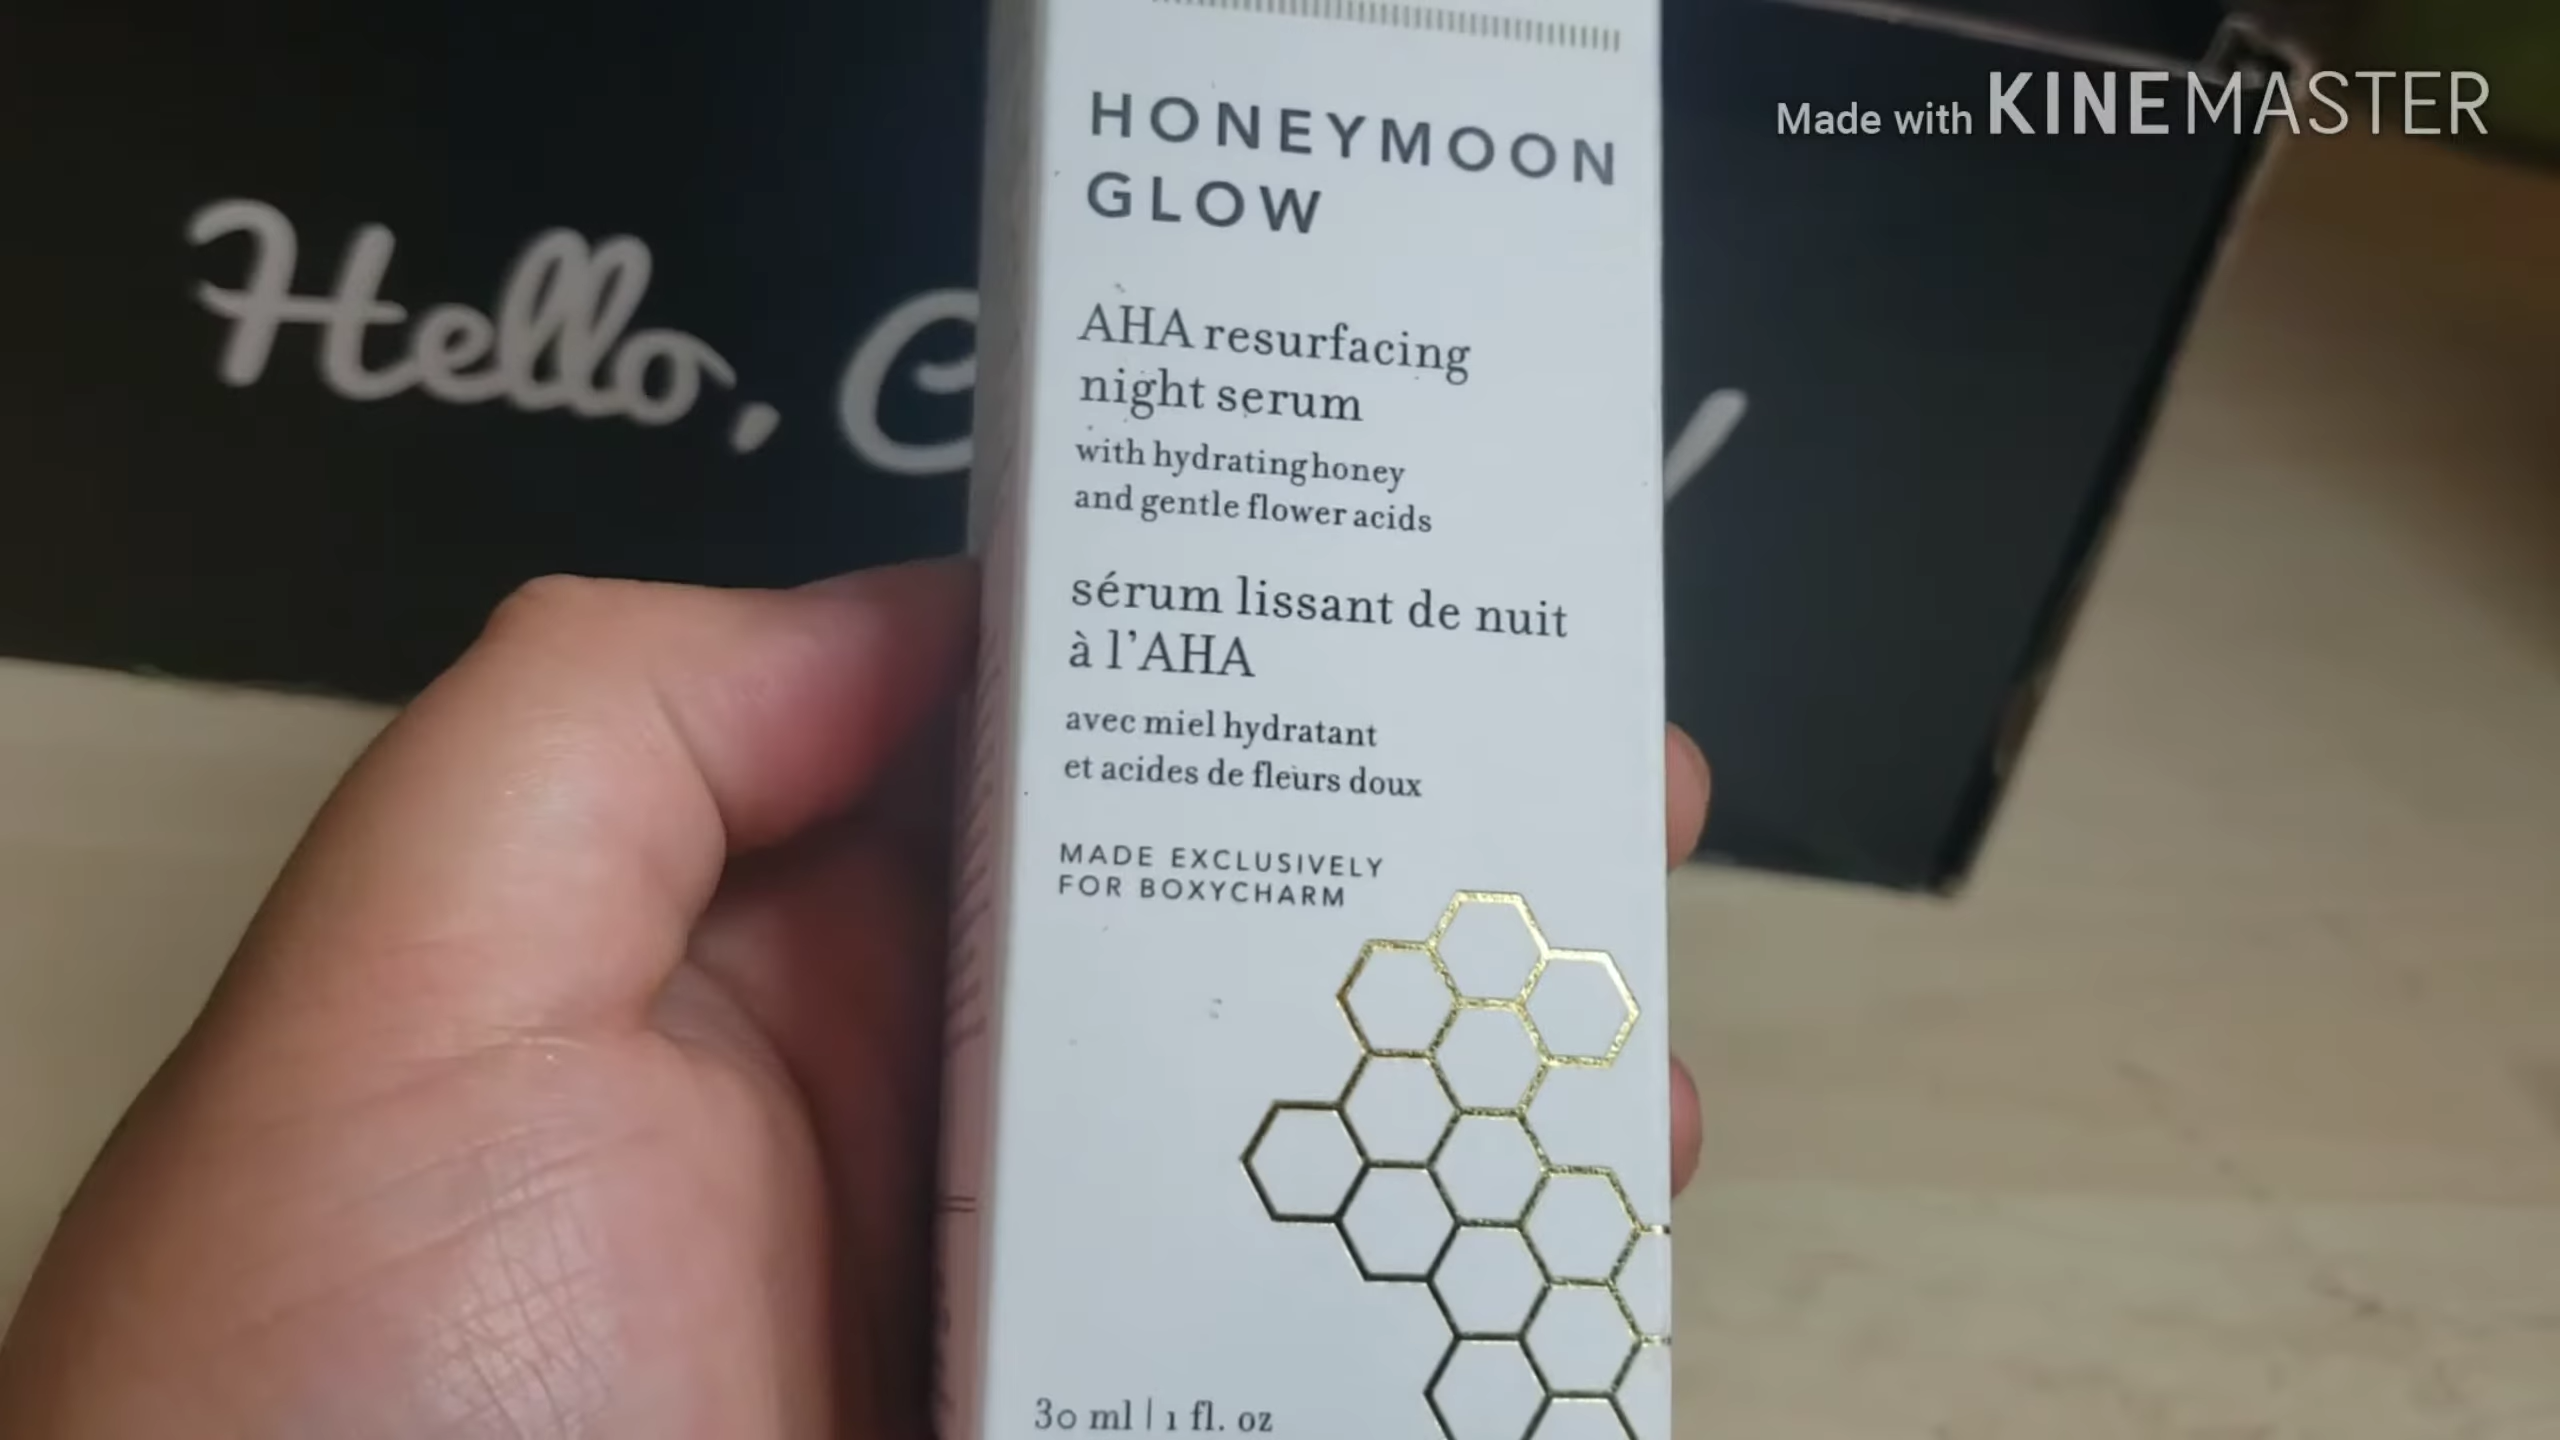 Made with KINEMASTER
Hello,
HONEYMOON
GLOW
AHA resurfacing
night serum
with hydrating honey
and gentle flower acids
sérum lissant de nuit
à l'AHA
avec miel hydratant
et acides de fleurs doux
MADE EXCLUSIVELY
FOR BOXYCHARM
30 ml | 1 fl. oz